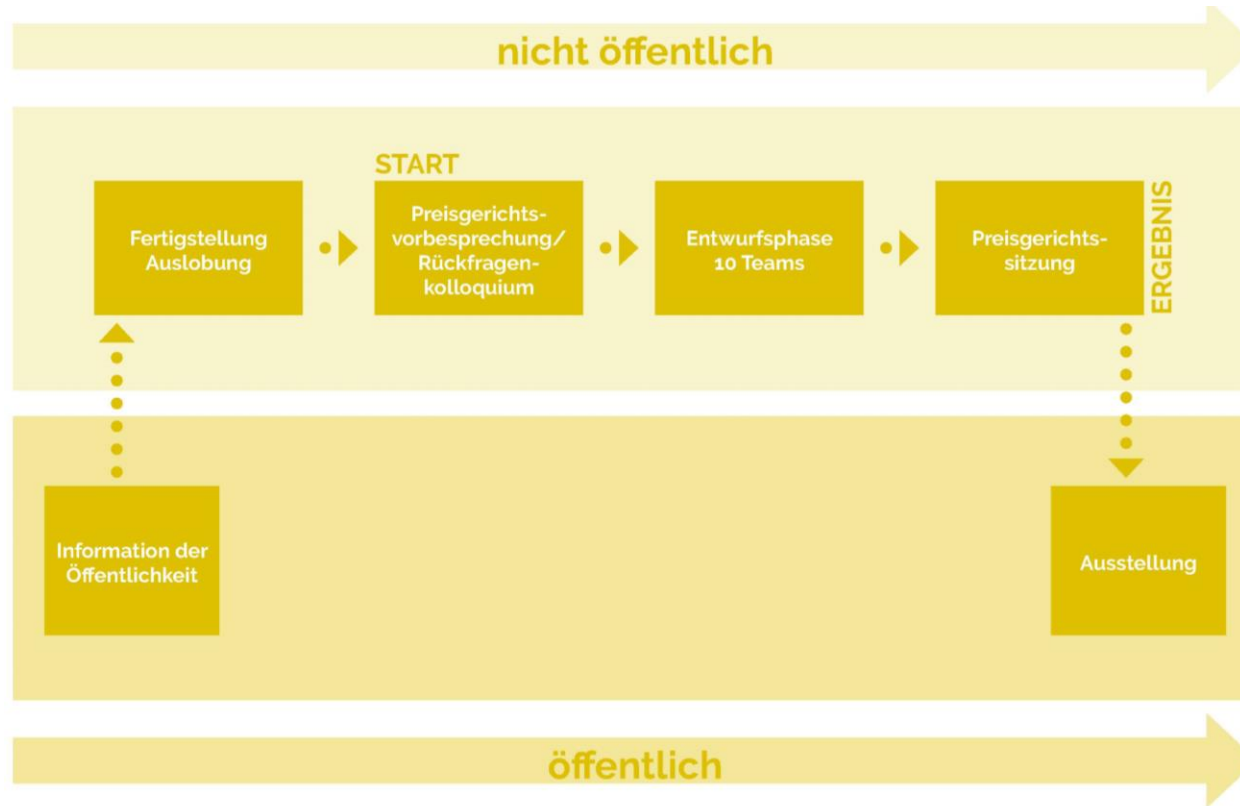 nicht öffentlich
Fertigstellung
Auslobung
START
Preisgerichts-
vorbesprechung/
Rückfragen-
kolloquium
Entwurfsphase
10 Teams
Preisgerichts-
sitzung
ERGEBNIS
Information der
Öffentlichkeit
Ausstellung
öffentlich